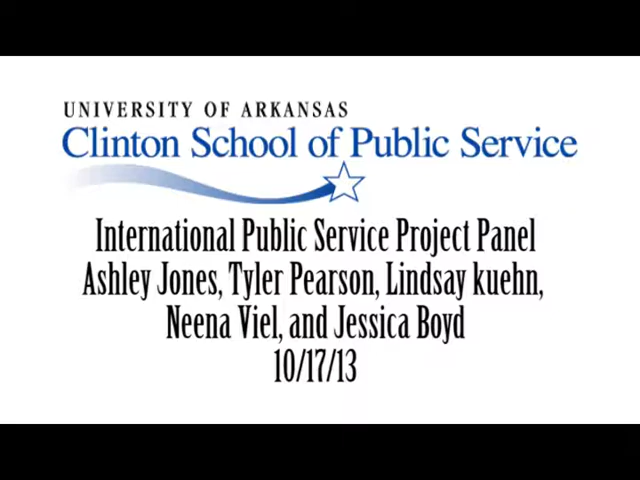 UNIVERSITY OF ARKANSAS
Clinton School of Public Service
International Public Service Project Panel
Ashley Jones, Tyler Pearson, Lindsay kuehn,
Neena Viel, and Jessica Boyd
10/17/13